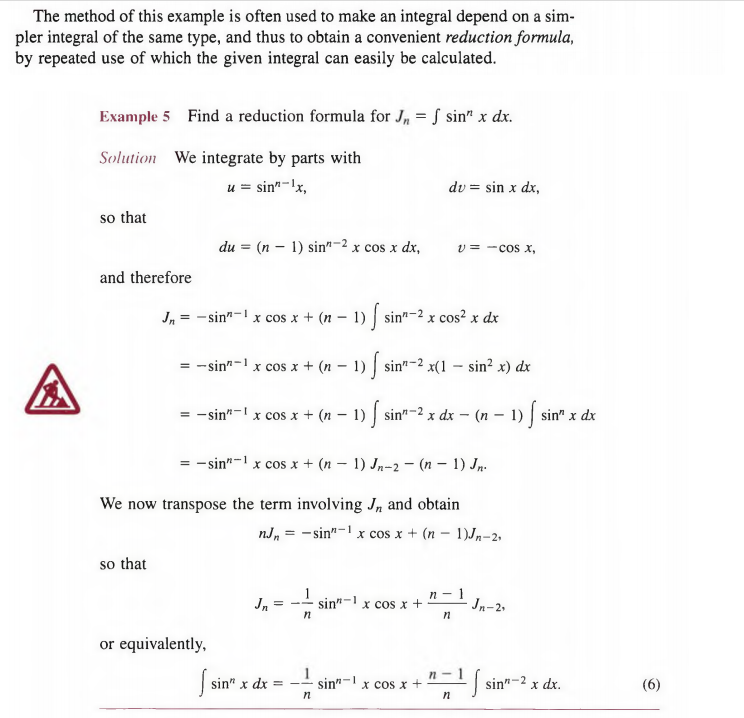 The method of this example is often used to make an integral depend on a sim-
pler integral of the same type, and thus to obtain a convenient reduction formula,
by repeated use of which the given integral can easily be calculated.
Example 5 Find a reduction formula for Jₙ = ∫ sinⁿ x dx.
Solution We integrate by parts with
u = sinⁿ⁻¹x, dv = sin x dx,
so that
du = (n − 1) sinⁿ⁻² x cos x dx, v = −cos x,
and therefore
Jₙ = −sinⁿ⁻¹ x cos x + (n − 1) ∫ sinⁿ⁻² x cos² x dx
= −sinⁿ⁻¹ x cos x + (n − 1) ∫ sinⁿ⁻² x(1 − sin² x) dx
= −sinⁿ⁻¹ x cos x + (n − 1) ∫ sinⁿ⁻² x dx − (n − 1) ∫ sinⁿ x dx
= −sinⁿ⁻¹ x cos x + (n − 1) Jₙ₋₂ − (n − 1) Jₙ.
We now transpose the term involving Jₙ and obtain
nJₙ = −sinⁿ⁻¹ x cos x + (n − 1)Jₙ₋₂,
so that
Jₙ = −1/n sinⁿ⁻¹ x cos x + (n − 1)/n Jₙ₋₂,
or equivalently,
∫ sinⁿ x dx = −1/n sinⁿ⁻¹ x cos x + (n − 1)/n ∫ sinⁿ⁻² x dx. (6)